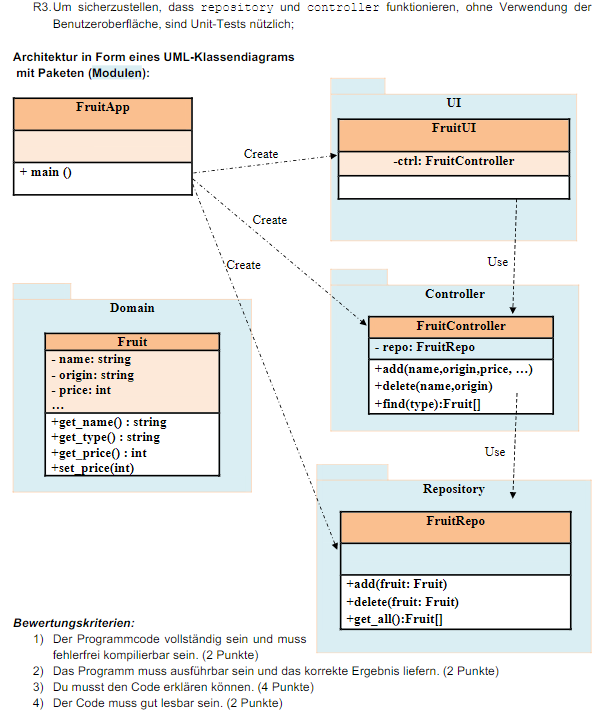 R3. Um sicherzustellen, dass repository und controller funktionieren, ohne Verwendung der
Benutzeroberfläche, sind Unit-Tests nützlich;
Architektur in Form eines UML-Klassendiagrams
mit Paketen (Modulen):
FruitApp
+ main ()
Create
Create
Create
UI
FruitUI
-ctrl: FruitController
Use
Controller
FruitController
- repo: FruitRepo
+add(name,origin,price, ...)
+delete(name,origin)
+find(type):Fruit[]
Use
Domain
Fruit
- name: string
- origin: string
- price: int
...
+get_name() : string
+get_type() : string
+get_price() : int
+set_price(int)
Repository
FruitRepo
+add(fruit: Fruit)
+delete(fruit: Fruit)
+get_all():Fruit[]
Bewertungskriterien:
1) Der Programmcode vollständig sein und muss
fehlerfrei kompilierbar sein. (2 Punkte)
2) Das Programm muss ausführbar sein und das korrekte Ergebnis liefern. (2 Punkte)
3) Du musst den Code erklären können. (4 Punkte)
4) Der Code muss gut lesbar sein. (2 Punkte)